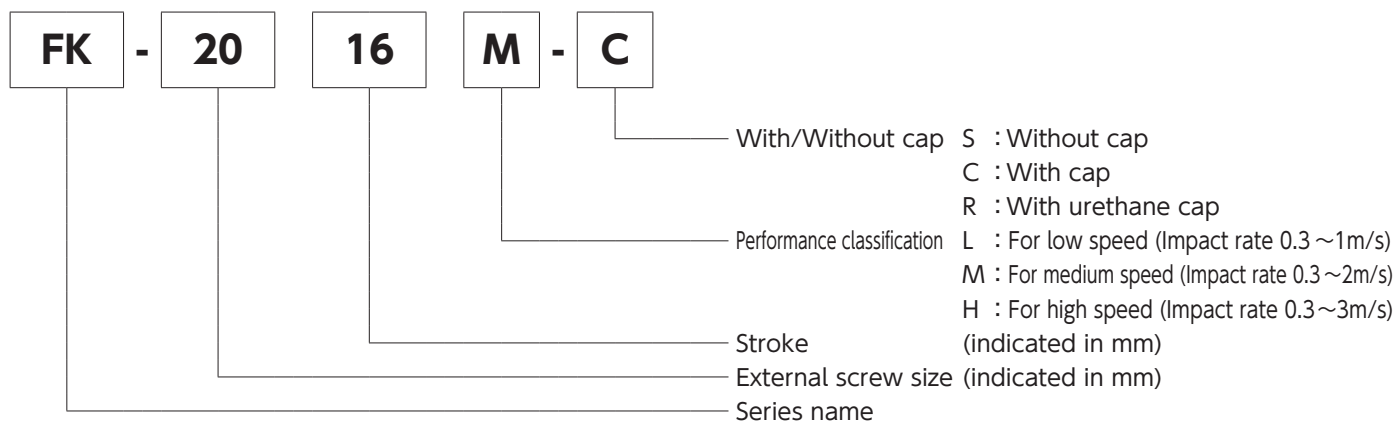 FK - 20 16 M - C
With/Without cap S : Without cap
C : With cap
R : With urethane cap
Performance classification L : For low speed (Impact rate 0.3～1m/s)
M : For medium speed (Impact rate 0.3～2m/s)
H : For high speed (Impact rate 0.3～3m/s)
Stroke (indicated in mm)
External screw size (indicated in mm)
Series name